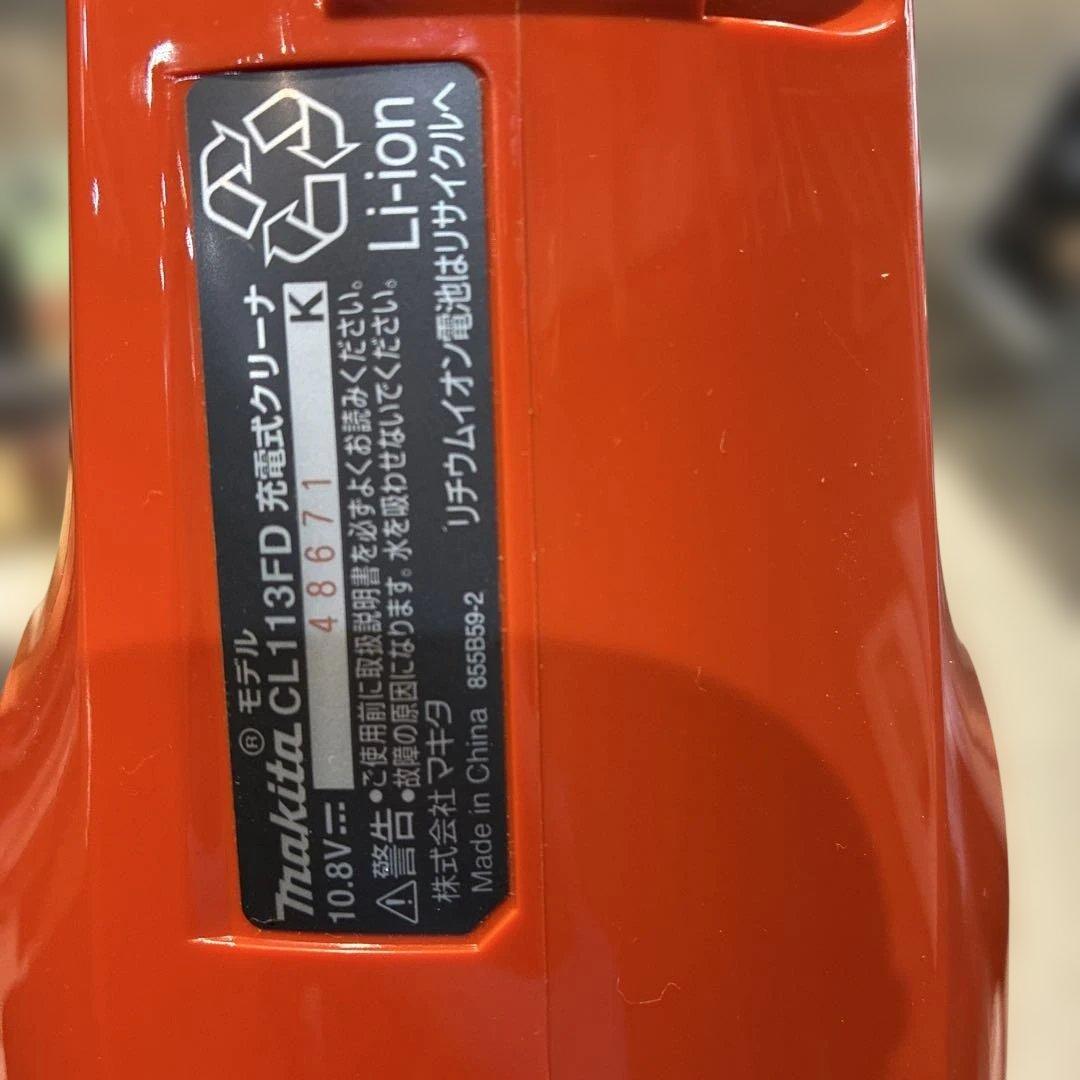 makita® モデル CL113FD 充電式クリーナ
10.8V 48671 K
警告 ●ご使用前に取扱説明書を必ずよくお読みください。
●故障の原因になります。水を吸わせないでください。
株式会社 マキタ
Made in China 855B59-2
Li-ion
リチウムイオン電池はリサイクルへ